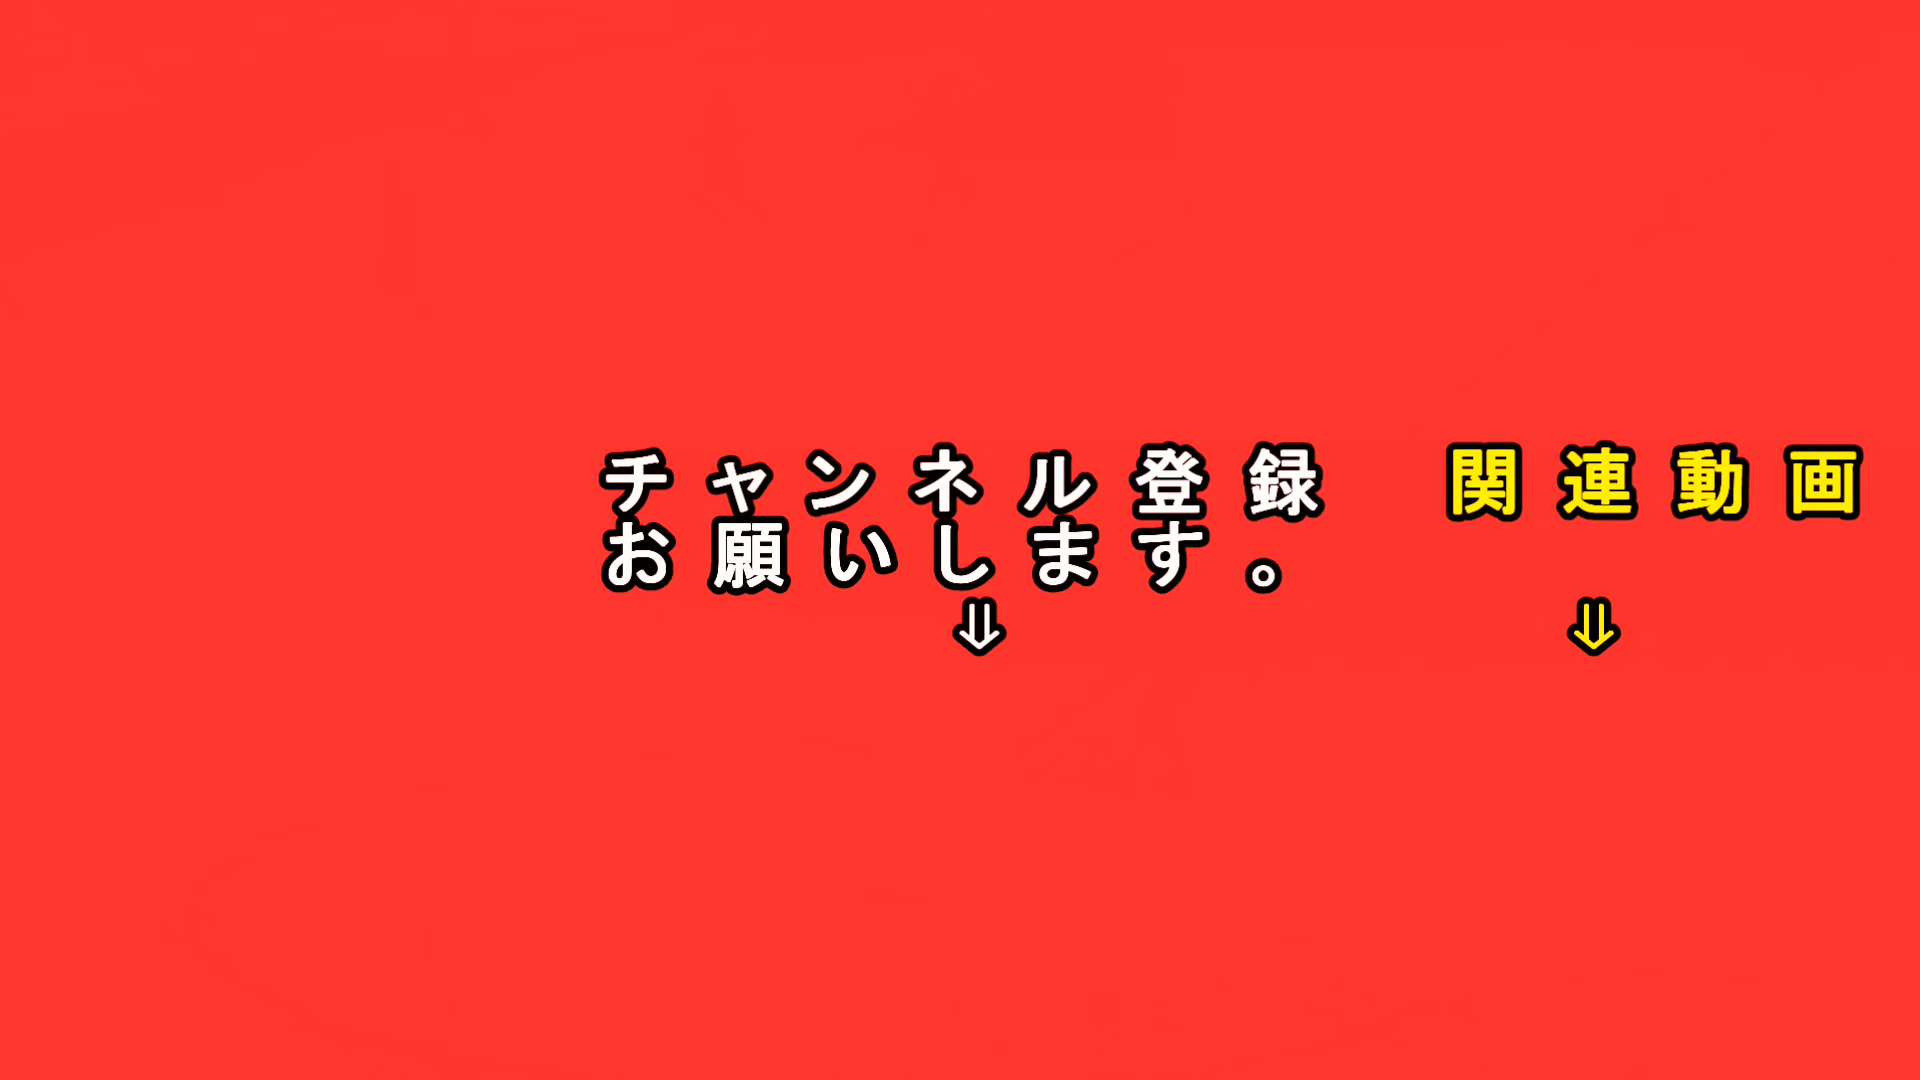 チャンネル登録
お願いします。
⇓
関連動画
⇓